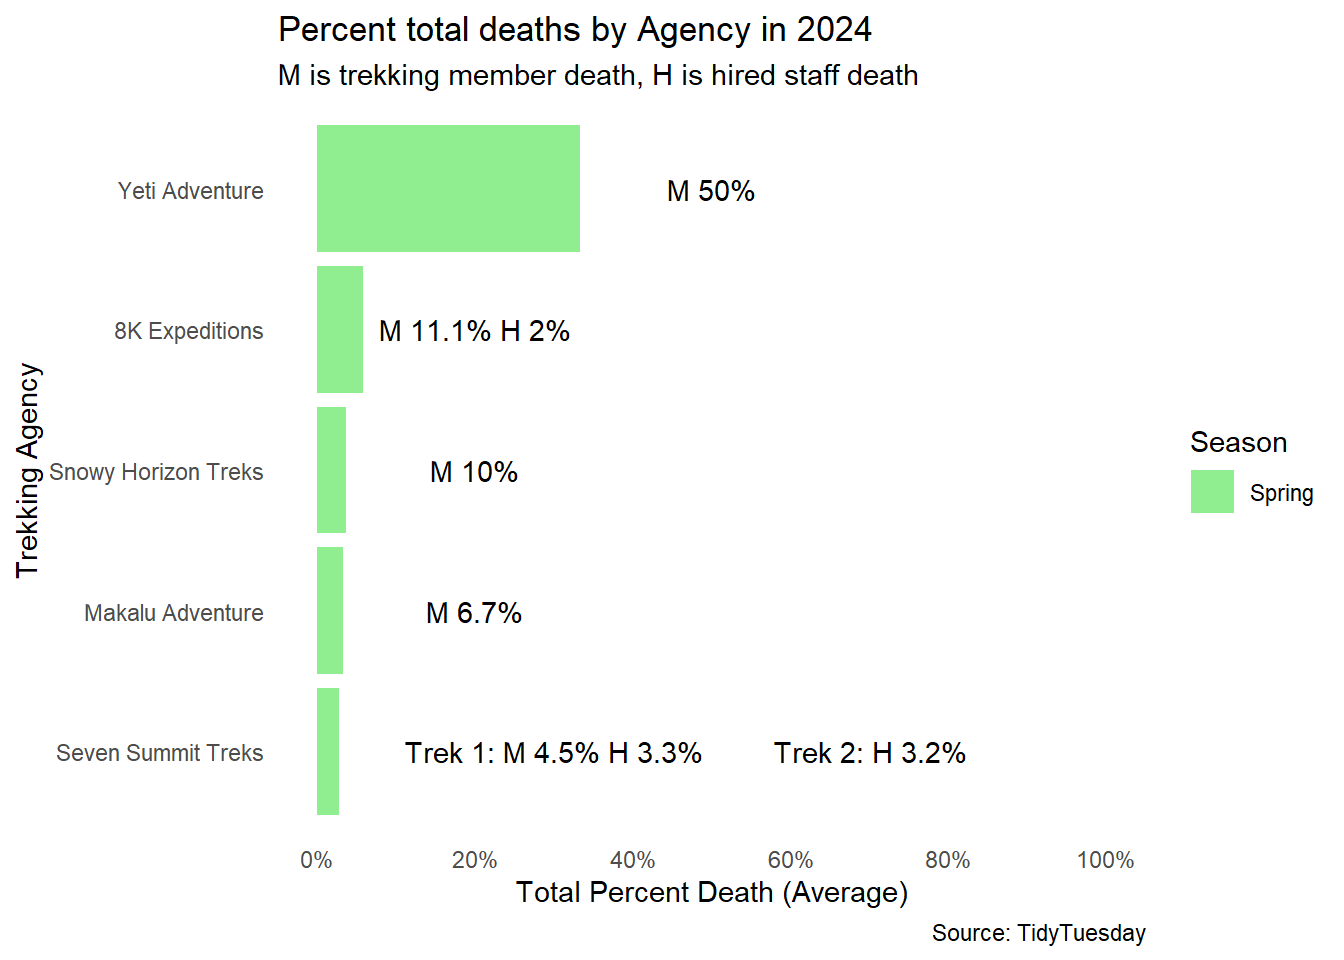 Percent total deaths by Agency in 2024
M is trekking member death, H is hired staff death
Trekking Agency
Yeti Adventure
M 50%
8K Expeditions
M 11.1% H 2%
Snowy Horizon Treks
M 10%
Makalu Adventure
M 6.7%
Seven Summit Treks
Trek 1: M 4.5% H 3.3%
Trek 2: H 3.2%
0% 20% 40% 60% 80% 100%
Total Percent Death (Average)
Season
Spring
Source: TidyTuesday